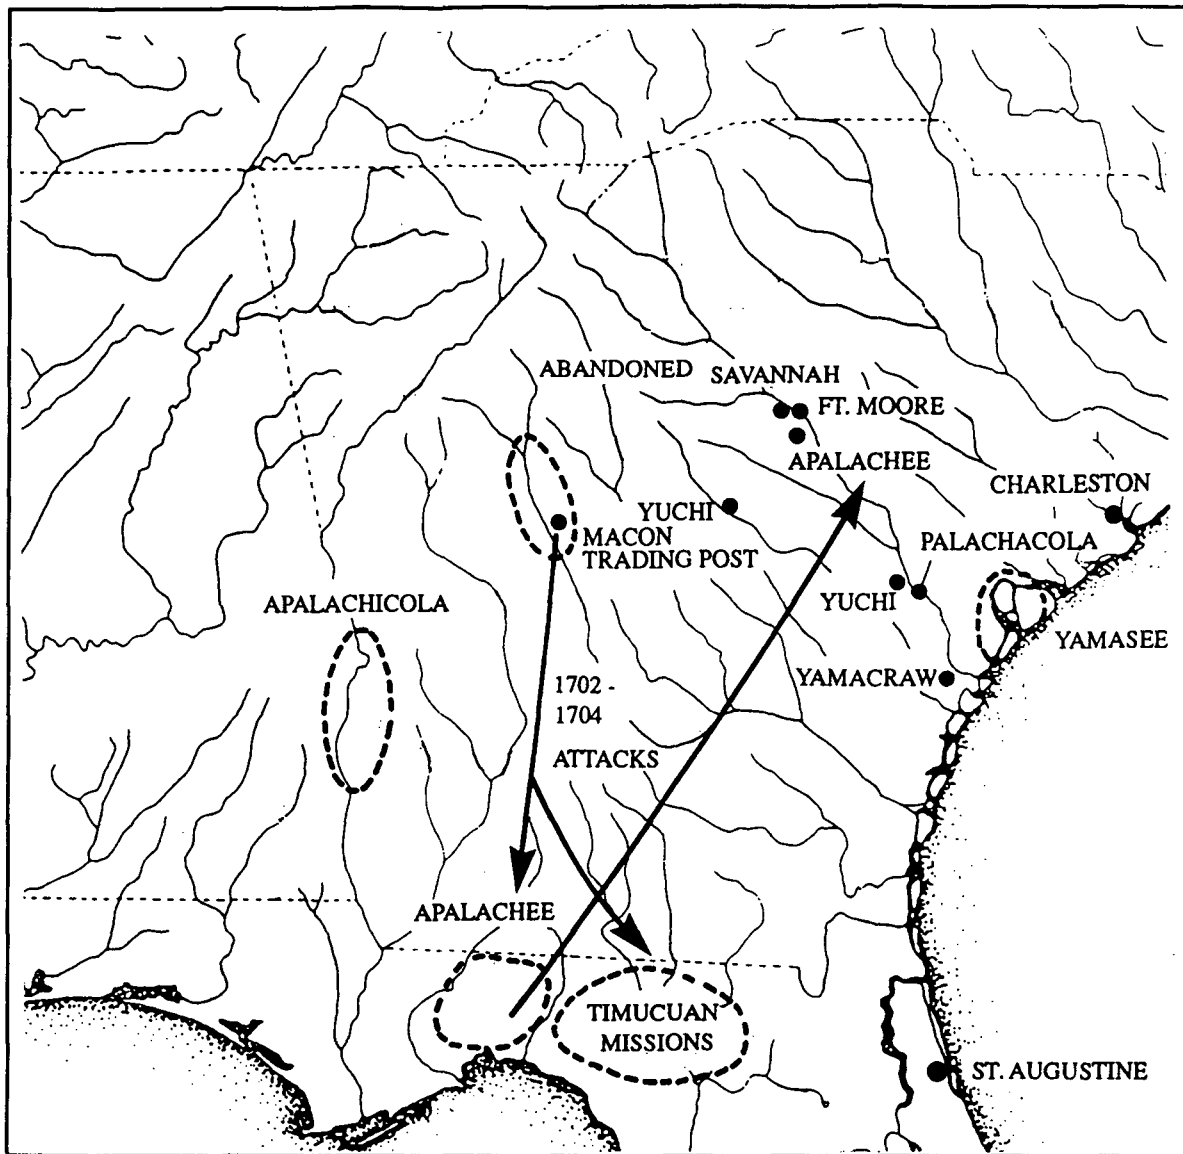 ABANDONED
SAVANNAH
FT. MOORE
APALACHEE
CHARLESTON
YUCHI
MACON
TRADING POST
PALACHACOLA
APALACHICOLA
YUCHI
YAMASEE
YAMACRAW
1702 -
1704
ATTACKS
APALACHEE
TIMUCUAN
MISSIONS
ST. AUGUSTINE